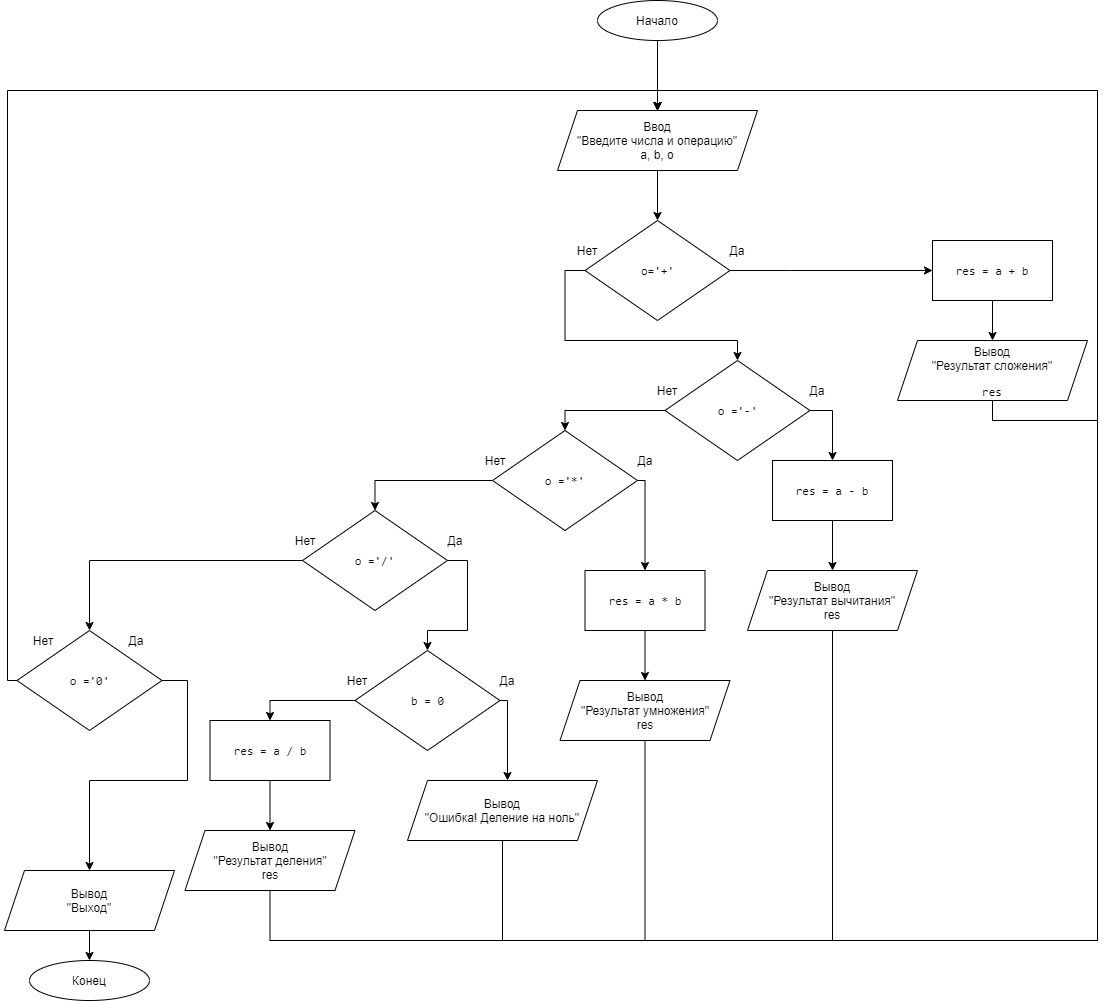 Начало
Ввод
"Введите числа и операцию"
a, b, o
Нет
Да
o='+'
res = a + b
Вывод
"Результат сложения"
res
Нет
Да
o ='-'
Нет
Да
o ='*'
res = a - b
Нет
Да
o ='/'
Вывод
"Результат вычитания"
res
res = a * b
Нет
Да
o ='0'
Нет
Да
b = 0
Вывод
"Результат умножения"
res
res = a / b
Вывод
"Ошибка! Деление на ноль"
Вывод
"Результат деления"
res
Вывод
"Выход"
Конец